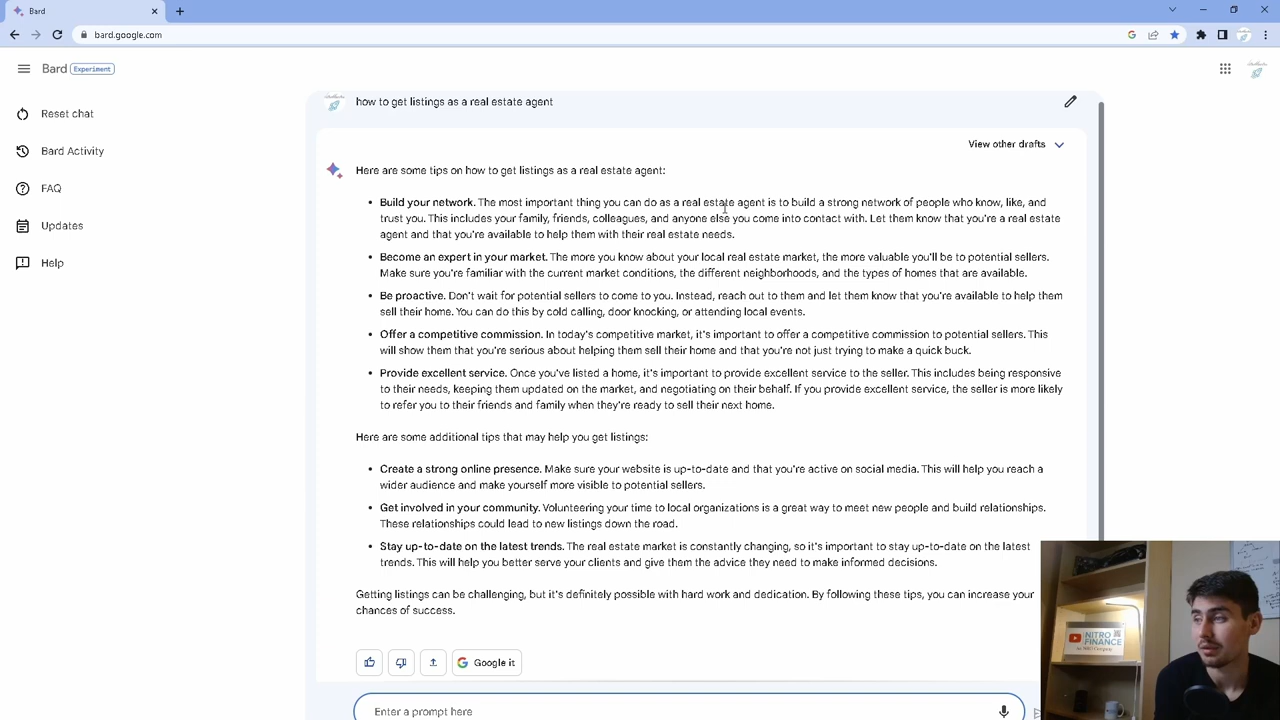 Bard
bard.google.com
Bard Experiment
Reset chat
Bard Activity
FAQ
Updates
Help
how to get listings as a real estate agent
View other drafts
Here are some tips on how to get listings as a real estate agent:
• Build your network. The most important thing you can do as a real estate agent is to build a strong network of people who know, like, and
trust you. This includes your family, friends, colleagues, and anyone else you come into contact with. Let them know that you're a real estate
agent and that you're available to help them with their real estate needs.
• Become an expert in your market. The more you know about your local real estate market, the more valuable you'll be to potential sellers.
Make sure you're familiar with the current market conditions, the different neighborhoods, and the types of homes that are available.
• Be proactive. Don't wait for potential sellers to come to you. Instead, reach out to them and let them know that you're available to help them
sell their home. You can do this by cold calling, door knocking, or attending local events.
• Offer a competitive commission. In today's competitive market, it's important to offer a competitive commission to potential sellers. This
will show them that you're serious about helping them sell their home and that you're not just trying to make a quick buck.
• Provide excellent service. Once you've listed a home, it's important to provide excellent service to the seller. This includes being responsive
to their needs, keeping them updated on the market, and negotiating on their behalf. If you provide excellent service, the seller is more likely
to refer you to their friends and family when they're ready to sell their next home.
Here are some additional tips that may help you get listings:
• Create a strong online presence. Make sure your website is up-to-date and that you're active on social media. This will help you reach a
wider audience and make yourself more visible to potential sellers.
• Get involved in your community. Volunteering your time to local organizations is a great way to meet new people and build relationships.
These relationships could lead to new listings down the road.
• Stay up-to-date on the latest trends. The real estate market is constantly changing, so it's important to stay up-to-date on the latest
trends. This will help you better serve your clients and give them the advice they need to make informed decisions.
Getting listings can be challenging, but it's definitely possible with hard work and dedication. By following these tips, you can increase your
chances of success.
Google it
Enter a prompt here
NITRO
FINANCE